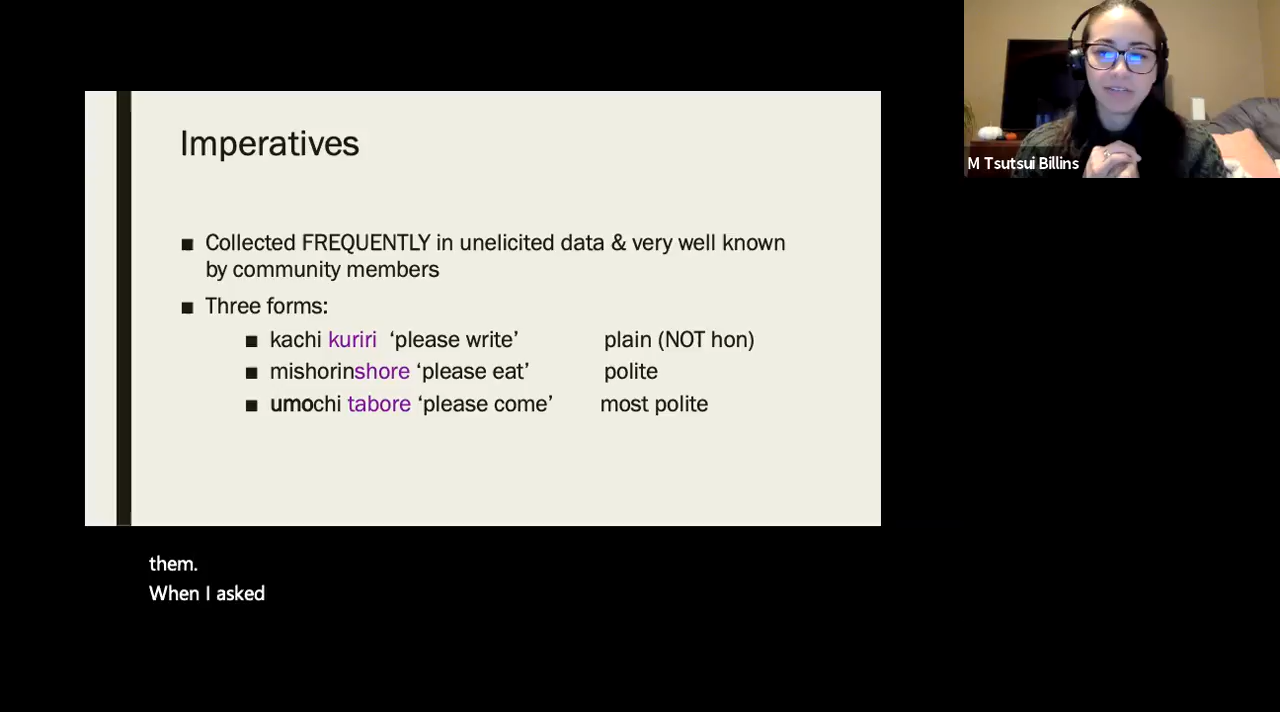 M Tsutsui Billins
Imperatives
■ Collected FREQUENTLY in unelicited data & very well known
by community members
■ Three forms:
■ kachi kuriri ‘please write’ plain (NOT hon)
■ mishorinshore ‘please eat’ polite
■ umochi tabore ‘please come’ most polite
them.
When I asked